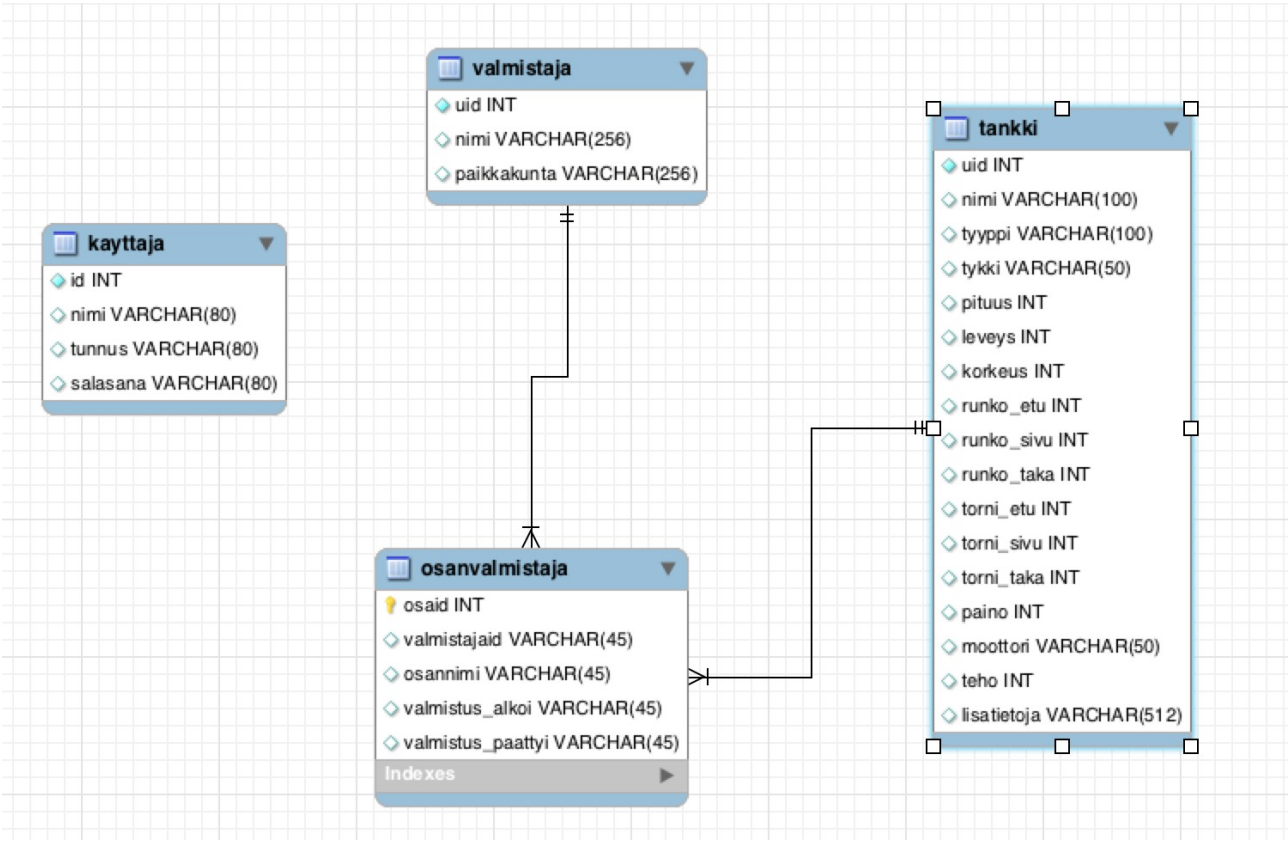 valmistaja
uid INT
nimi VARCHAR(256)
paikkakunta VARCHAR(256)
kayttaja
id INT
nimi VARCHAR(80)
tunnus VARCHAR(80)
salasana VARCHAR(80)
tankki
uid INT
nimi VARCHAR(100)
tyyppi VARCHAR(100)
tykki VARCHAR(50)
pituus INT
leveys INT
korkeus INT
runko_etu INT
runko_sivu INT
runko_taka INT
torni_etu INT
torni_sivu INT
torni_taka INT
paino INT
moottori VARCHAR(50)
teho INT
lisatietoja VARCHAR(512)
osanvalmistaja
osaid INT
valmistajaid VARCHAR(45)
osannimi VARCHAR(45)
valmistus_alkoi VARCHAR(45)
valmistus_paattyi VARCHAR(45)
Indexes